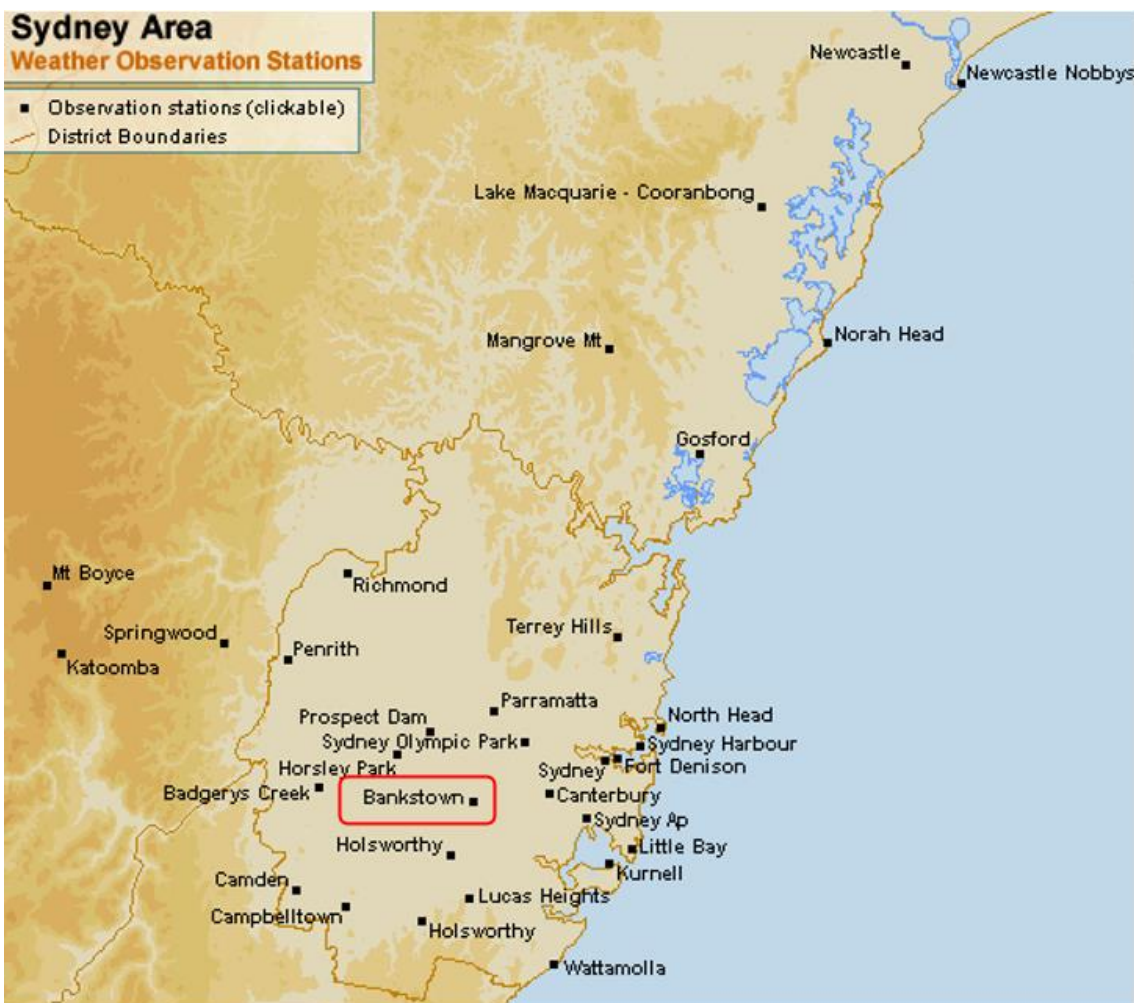 Sydney Area
Weather Observation Stations
Observation stations (clickable)
District Boundaries
Newcastle
Newcastle Nobbys
Lake Macquarie - Cooranbong
Norah Head
Mangrove Mt
Gosford
Mt Boyce
Richmond
Springwood
Terrey Hills
Penrith
Katoomba
Parramatta
Prospect Dam
North Head
Sydney Olympic Park
Sydney Harbour
Horsley Park
Sydney
Fort Denison
Badgerys Creek
Bankstown
Canterbury
Sydney Ap
Holsworthy
Little Bay
Kurnell
Camden
Lucas Heights
Campbelltown
Holsworthy
Wattamolla